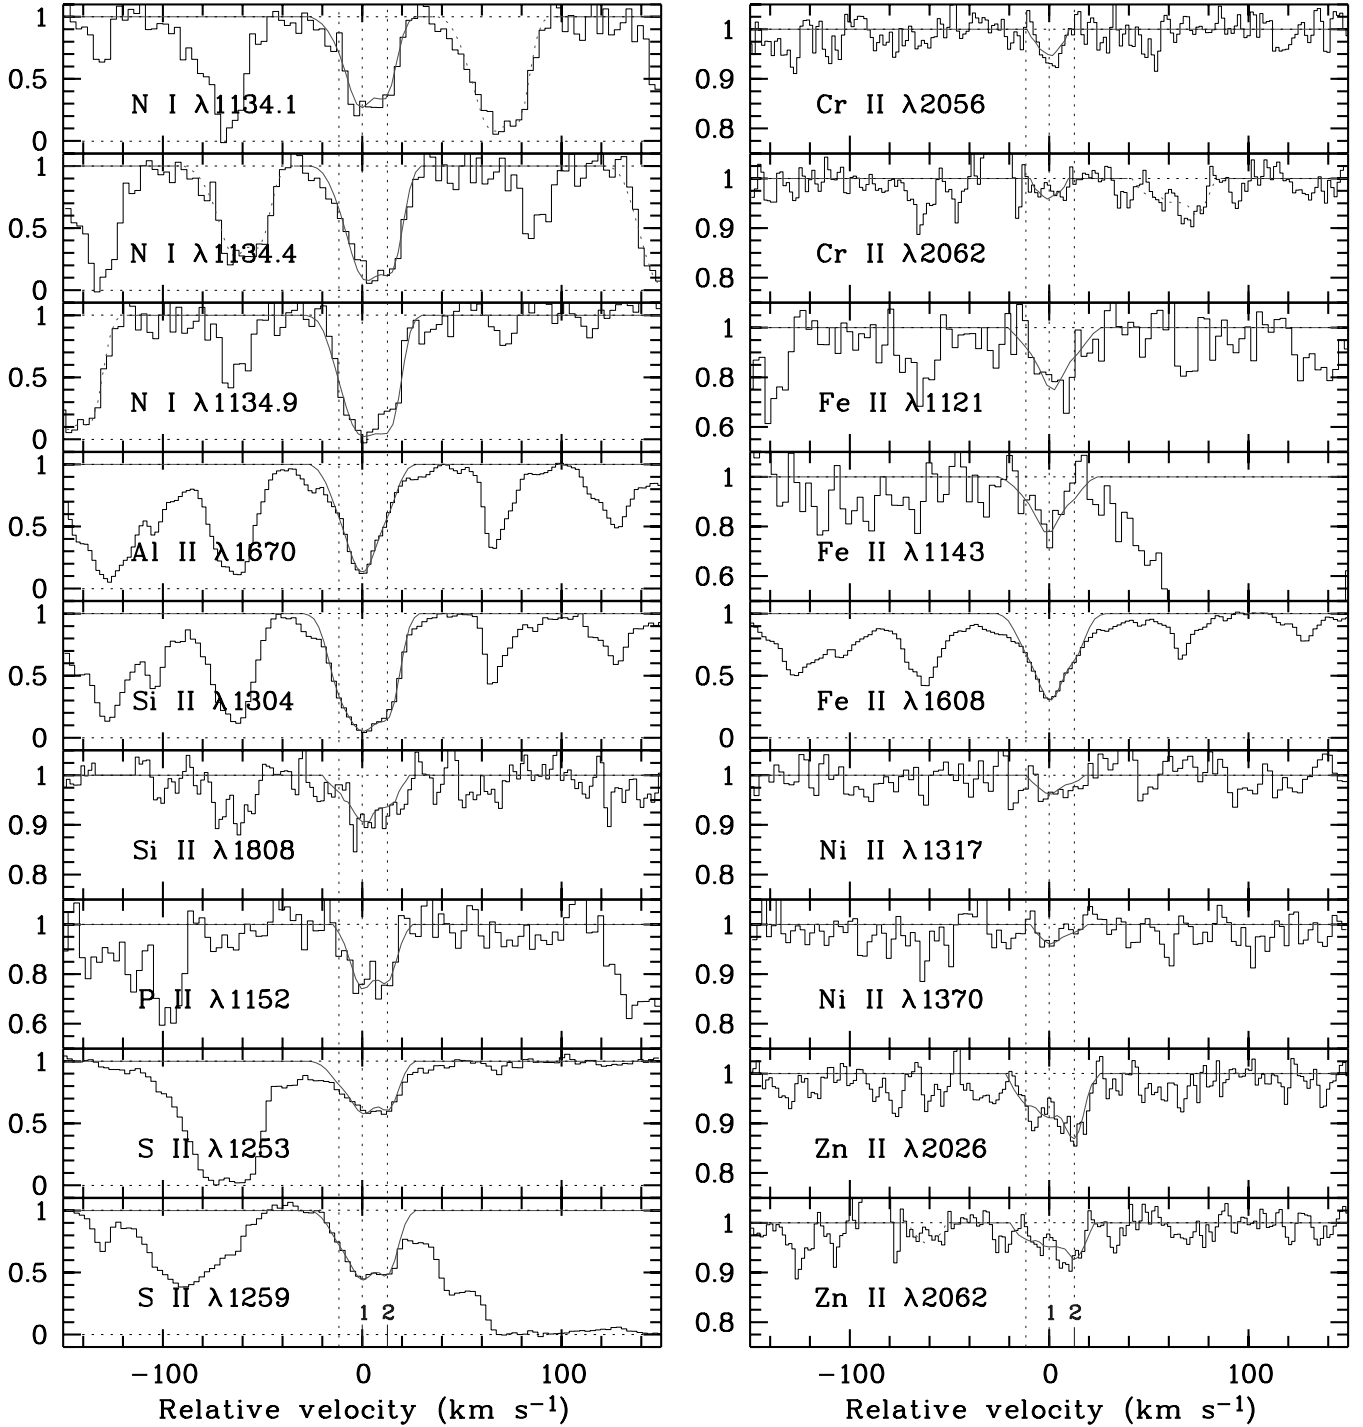 1
0.5
0
N I λ1134.1
1
0.5
0
N I λ1134.4
1
0.5
0
N I λ1134.9
1
0.5
0
Al II λ1670
1
0.5
0
Si II λ1304
1
0.9
0.8
Si II λ1808
1
0.8
0.6
P II λ1152
1
0.5
0
S II λ1253
1
0.5
0
S II λ1259
1 2
−100 0 100
Relative velocity (km s−1)
1
0.9
0.8
Cr II λ2056
1
0.9
0.8
Cr II λ2062
1
0.8
0.6
Fe II λ1121
1
0.8
0.6
Fe II λ1143
1
0.5
0
Fe II λ1608
1
0.9
0.8
Ni II λ1317
1
0.9
0.8
Ni II λ1370
1
0.9
0.8
Zn II λ2026
1
0.9
0.8
Zn II λ2062
1 2
−100 0 100
Relative velocity (km s−1)